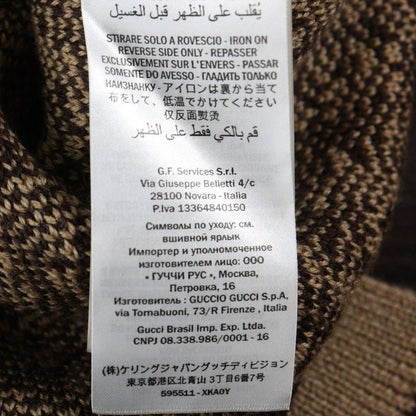 يُقلب على الظهر قبل الغسيل
STIRARE SOLO A ROVESCIO - IRON ON
REVERSE SIDE ONLY - REPASSER
EXCLUSIVEMENT SUR L'ENVERS - PASSAR
SOMENTE DO AVESSO - ГЛАДИТЬ ТОЛЬКО
НАИЗНАНКУ - アイロンは裏から当て
布をして、低温でかけてください
仅反面熨烫
قم بالكي فقط على الظهر
G.F. Services S.r.l.
Via Giuseppe Belletti 4/c
28100 Novara - Italia
P.Iva 13364840150
Символы по уходу: см.
вшивной ярлык
Импортер и уполномоченное
изготовителем лицо: ООО
« ГУЧЧИ РУС », Москва,
Петровка, 16
Изготовитель : GUCCIO GUCCI S.p.A,
via Tornabuoni, 73/R Firenze , Italia
Gucci Brasil Imp. Exp. Ltda.
CNPJ 08.338.986/0001 - 16
(株)ケリングジャパングッチディビジョン
東京都港区北青山 3丁目6番7号
595511 - XKA0Y